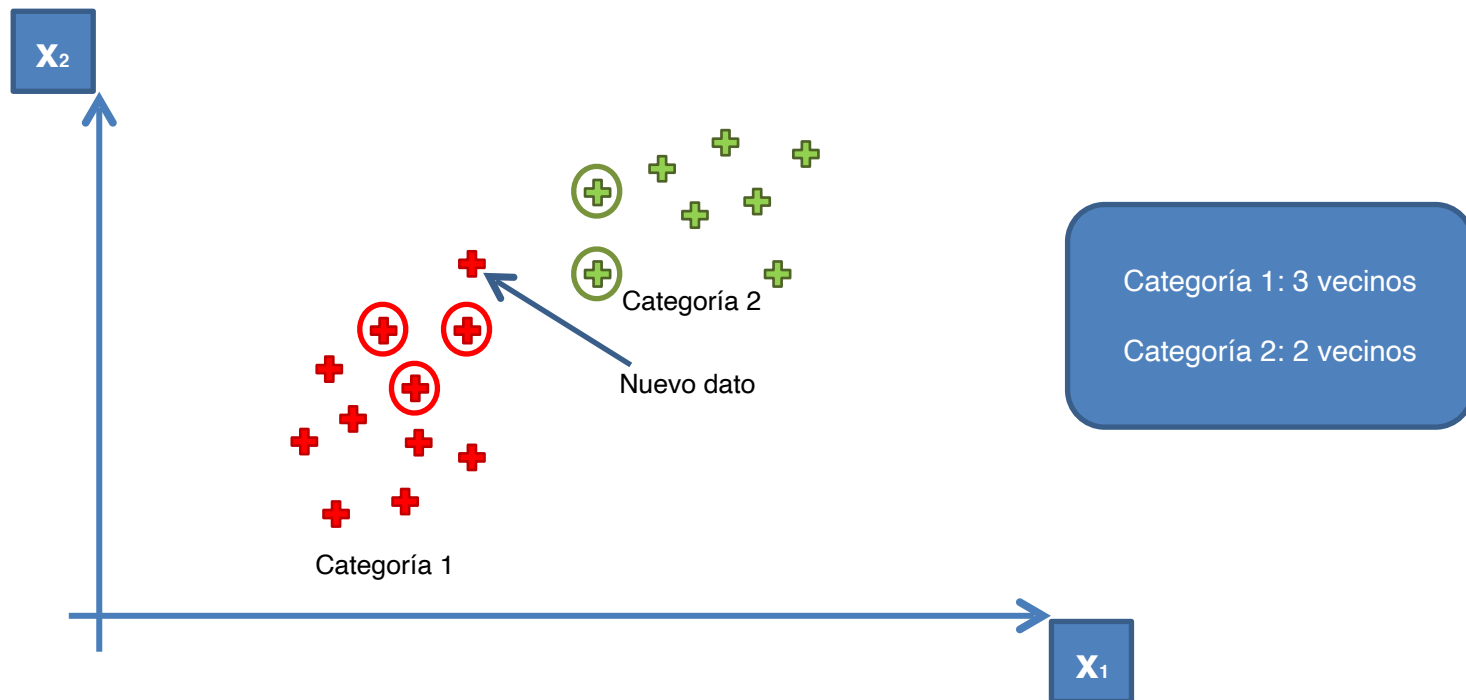 x₂
Categoría 2
Nuevo dato
Categoría 1
Categoría 1: 3 vecinos
Categoría 2: 2 vecinos
x₁